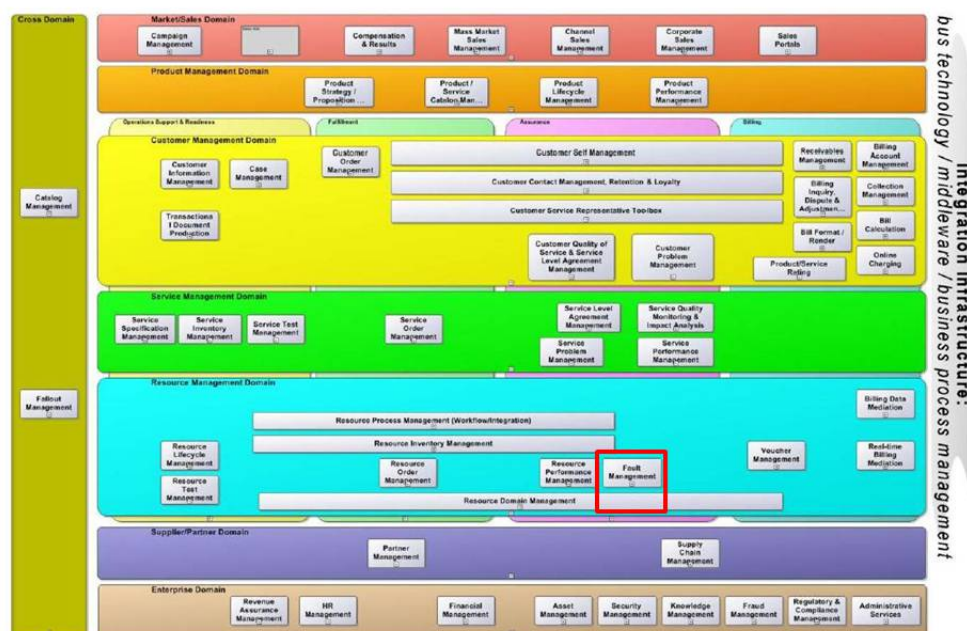 Cross Domain
Catalog
Management
Fallout
Management
Market/Sales Domain
Campaign
Management
Compensation
& Results
Mass Market
Sales
Management
Channel
Sales
Management
Corporate
Sales
Management
Sales
Portals
Product Management Domain
Product
Strategy /
Proposition ...
Product /
Service
Catalog Man...
Product
Lifecycle
Management
Product
Performance
Management
Operations Support & Readiness
Fulfillment
Assurance
Billing
Customer Management Domain
Customer
Information
Management
Case
Management
Transactiona
l Document
Production
Customer
Order
Management
Customer Self Management
Customer Contact Management, Retention & Loyalty
Customer Service Representative Toolbox
Customer Quality of
Service & Service
Level Agreement
Management
Customer
Problem
Management
Receivables
Management
Billing
Account
Management
Billing
Inquiry,
Dispute &
Adjustmen...
Collection
Management
Bill Format /
Render
Bill
Calculation
Product/Service
Rating
Online
Charging
Service Management Domain
Service
Specification
Management
Service
Inventory
Management
Service Test
Management
Service
Order
Management
Service Level
Agreement
Management
Service Quality
Monitoring &
Impact Analysis
Service
Problem
Management
Service
Performance
Management
Resource Management Domain
Resource Process Management (Workflow/Integration)
Resource Inventory Management
Resource
Lifecycle
Management
Resource
Test
Management
Resource
Order
Management
Resource
Performance
Management
Fault
Management
Resource Domain Management
Voucher
Management
Billing Data
Mediation
Real-time
Billing
Mediation
Supplier/Partner Domain
Partner
Management
Supply
Chain
Management
Enterprise Domain
Revenue
Assurance
Management
HR
Management
Financial
Management
Asset
Management
Security
Management
Knowledge
Management
Fraud
Management
Regulatory &
Compliance
Management
Administrative
Services
Integration Infrastructure:
bus technology / middleware / business process management